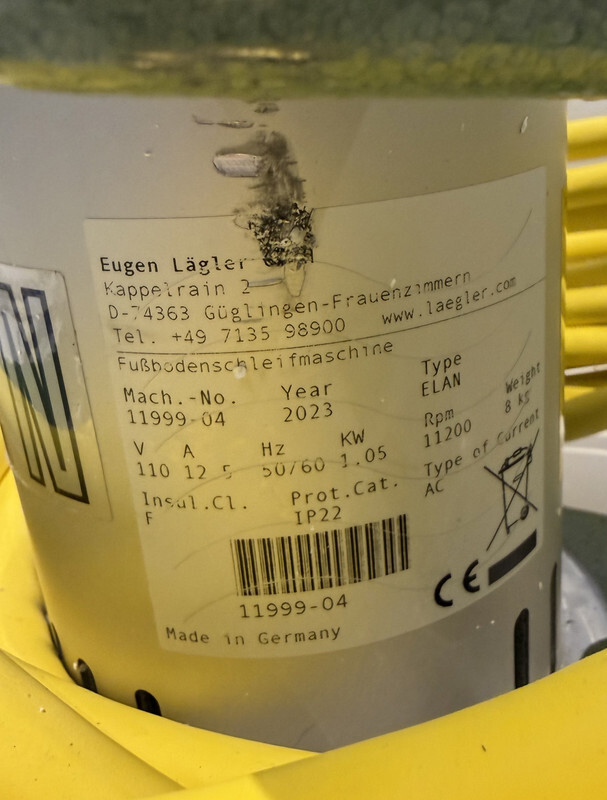 Eugen Lägler
Kappelrain 2
D-74363 Güglingen-Frauenzimmern
Tel. +49 7135 98900 www.laegler.com
Fußbodenschleifmaschine
Mach.-No. Year Type
11999-04 2023 ELAN
V A Hz KW Rpm Weight
110 12.5 50/60 1.05 11200 8 kg
Insul.Cl. Prot.Cat. Type of Current
F IP22 AC
CE
11999-04
Made in Germany
N